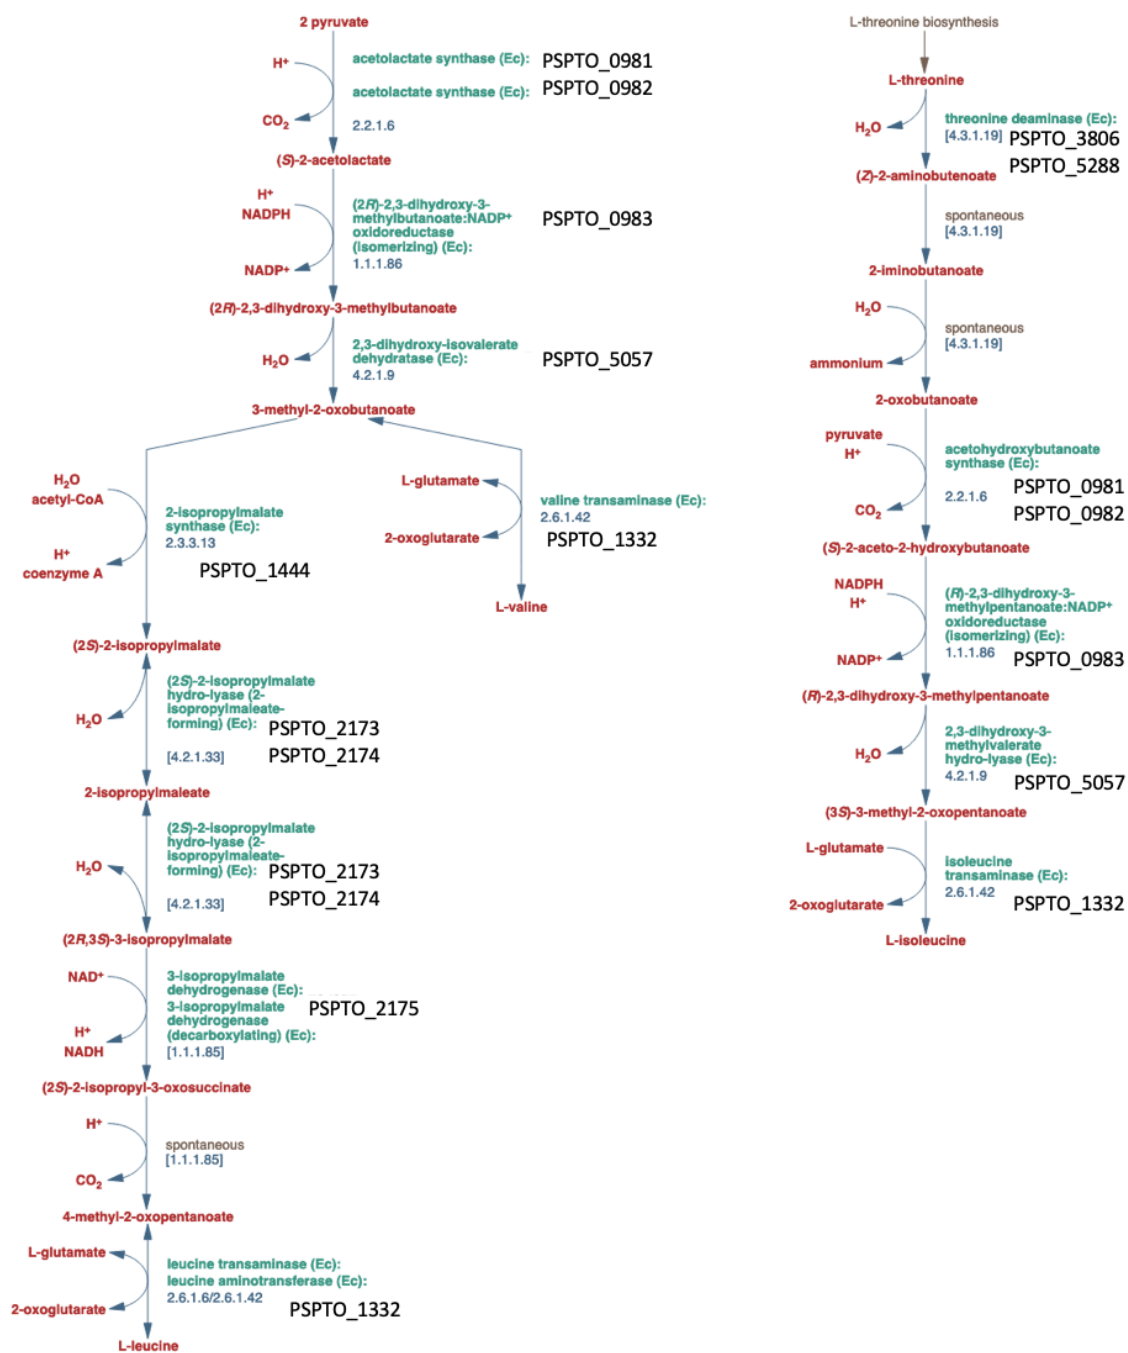 2 pyruvate
H⁺
acetolactate synthase (Ec): PSPTO_0981
acetolactate synthase (Ec): PSPTO_0982
CO₂
2.2.1.6
(S)-2-acetolactate
H⁺
NADPH
(2R)-2,3-dihydroxy-3-
methylbutanoate:NADP⁺
oxidoreductase
(isomerizing) (Ec):
1.1.1.86
PSPTO_0983
NADP⁺
(2R)-2,3-dihydroxy-3-methylbutanoate
H₂O
2,3-dihydroxy-isovalerate
dehydratase (Ec):
4.2.1.9
PSPTO_5057
3-methyl-2-oxobutanoate
H₂O
acetyl-CoA
2-isopropylmalate
synthase (Ec):
2.3.3.13
PSPTO_1444
H⁺
coenzyme A
L-glutamate
2-oxoglutarate
valine transaminase (Ec):
2.6.1.42
PSPTO_1332
L-valine
(2S)-2-isopropylmalate
H₂O
(2S)-2-isopropylmalate
hydro-lyase (2-
isopropylmaleate-
forming) (Ec): PSPTO_2173
[4.2.1.33] PSPTO_2174
2-isopropylmaleate
H₂O
(2S)-2-isopropylmalate
hydro-lyase (2-
isopropylmaleate-
forming) (Ec): PSPTO_2173
[4.2.1.33] PSPTO_2174
(2R,3S)-3-isopropylmalate
NAD⁺
3-isopropylmalate
dehydrogenase (Ec):
3-isopropylmalate PSPTO_2175
dehydrogenase
(decarboxylating) (Ec):
[1.1.1.85]
H⁺
NADH
(2S)-2-isopropyl-3-oxosuccinate
H⁺
spontaneous
[1.1.1.85]
CO₂
4-methyl-2-oxopentanoate
L-glutamate
leucine transaminase (Ec):
leucine aminotransferase (Ec):
2.6.1.6/2.6.1.42 PSPTO_1332
2-oxoglutarate
L-leucine
L-threonine biosynthesis
L-threonine
H₂O
threonine deaminase (Ec):
[4.3.1.19] PSPTO_3806
PSPTO_5288
(Z)-2-aminobutenoate
spontaneous
[4.3.1.19]
2-iminobutanoate
H₂O
spontaneous
[4.3.1.19]
ammonium
2-oxobutanoate
pyruvate
H⁺
acetohydroxybutanoate
synthase (Ec):
2.2.1.6 PSPTO_0981
PSPTO_0982
CO₂
(S)-2-aceto-2-hydroxybutanoate
NADPH
H⁺
(R)-2,3-dihydroxy-3-
methylpentanoate:NADP⁺
oxidoreductase
(isomerizing) (Ec):
1.1.1.86 PSPTO_0983
NADP⁺
(R)-2,3-dihydroxy-3-methylpentanoate
H₂O
2,3-dihydroxy-3-
methylvalerate
hydro-lyase (Ec):
4.2.1.9 PSPTO_5057
(3S)-3-methyl-2-oxopentanoate
L-glutamate
isoleucine
transaminase (Ec):
2.6.1.42 PSPTO_1332
2-oxoglutarate
L-isoleucine